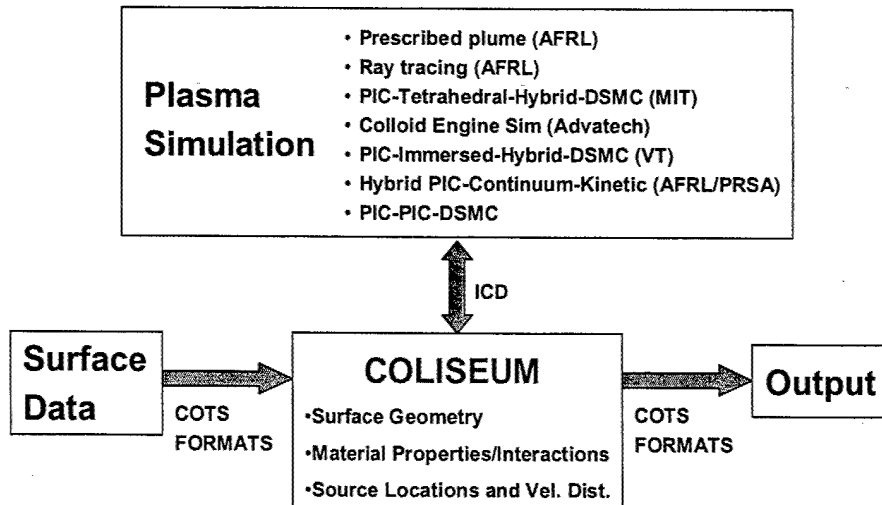 Plasma
Simulation
• Prescribed plume (AFRL)
• Ray tracing (AFRL)
• PIC-Tetrahedral-Hybrid-DSMC (MIT)
• Colloid Engine Sim (Advatech)
• PIC-Immersed-Hybrid-DSMC (VT)
• Hybrid PIC-Continuum-Kinetic (AFRL/PRSA)
• PIC-PIC-DSMC
ICD
Surface
Data
COTS
FORMATS
COLISEUM
•Surface Geometry
•Material Properties/Interactions
•Source Locations and Vel. Dist.
COTS
FORMATS
Output